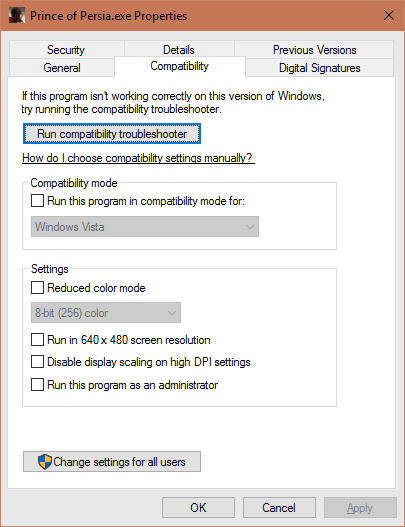 Prince of Persia.exe Properties
Security Details Previous Versions
General Compatibility Digital Signatures
If this program isn't working correctly on this version of Windows,
try running the compatibility troubleshooter.
Run compatibility troubleshooter
How do I choose compatibility settings manually?
Compatibility mode
Run this program in compatibility mode for:
Windows Vista
Settings
Reduced color mode
8-bit (256) color
Run in 640 x 480 screen resolution
Disable display scaling on high DPI settings
Run this program as an administrator
Change settings for all users
OK Cancel Apply